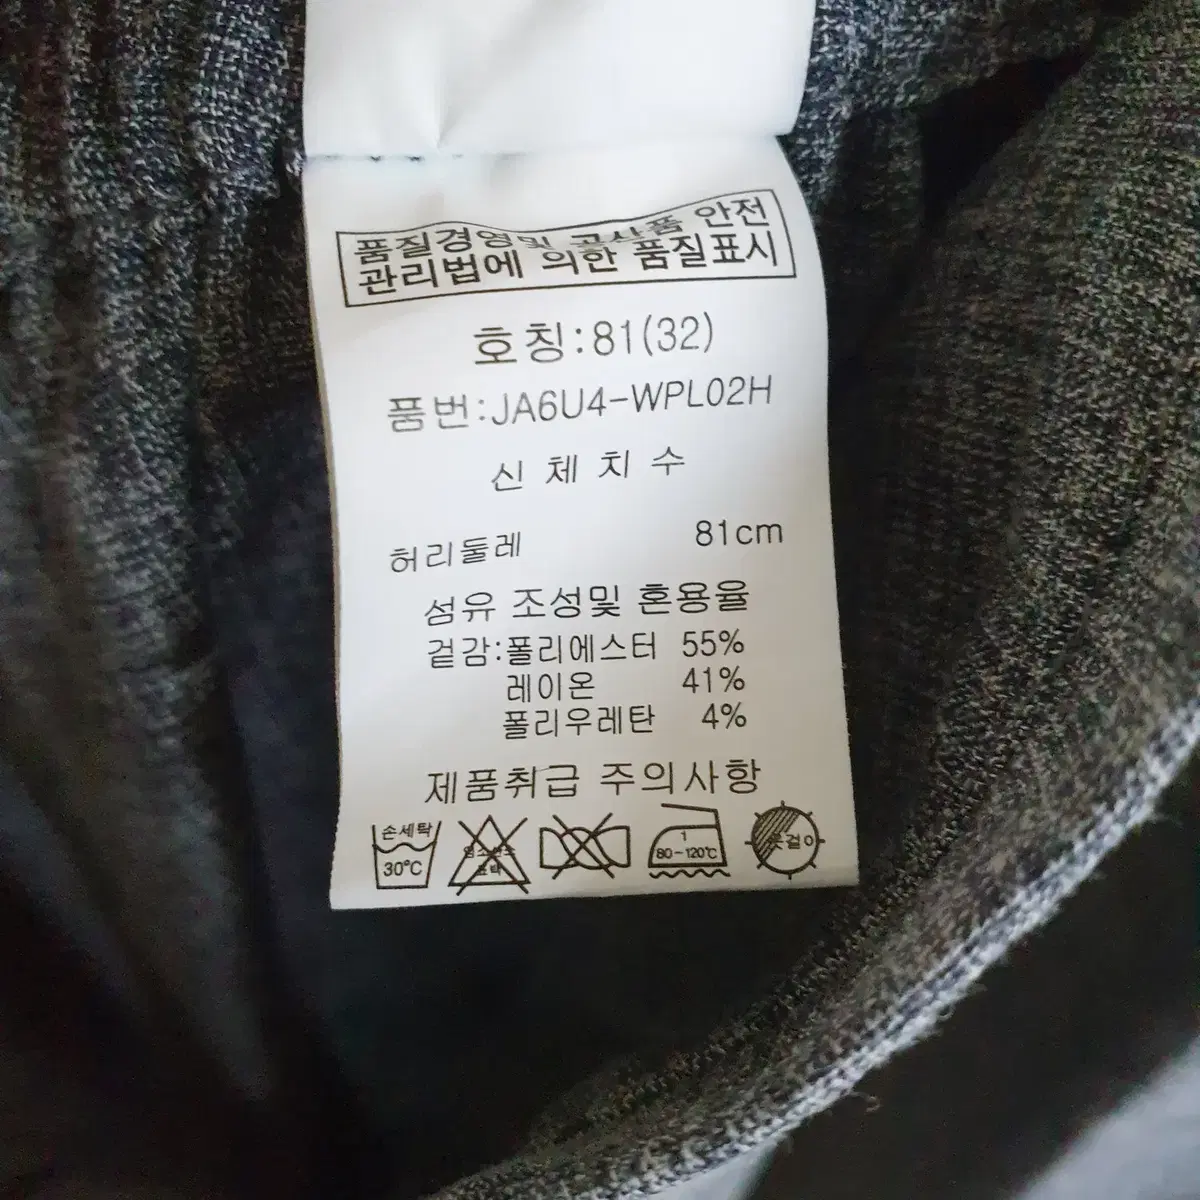 품질경영및 공산품 안전
관리법에 의한 품질표시
호칭:81(32)
품번:JA6U4-WPL02H
신체치수
허리둘레 81cm
섬유 조성및 혼용율
겉감:폴리에스터 55%
레이온 41%
폴리우레탄 4%
제품취급 주의사항
손세탁
30℃
1
80-120℃
옷걸이